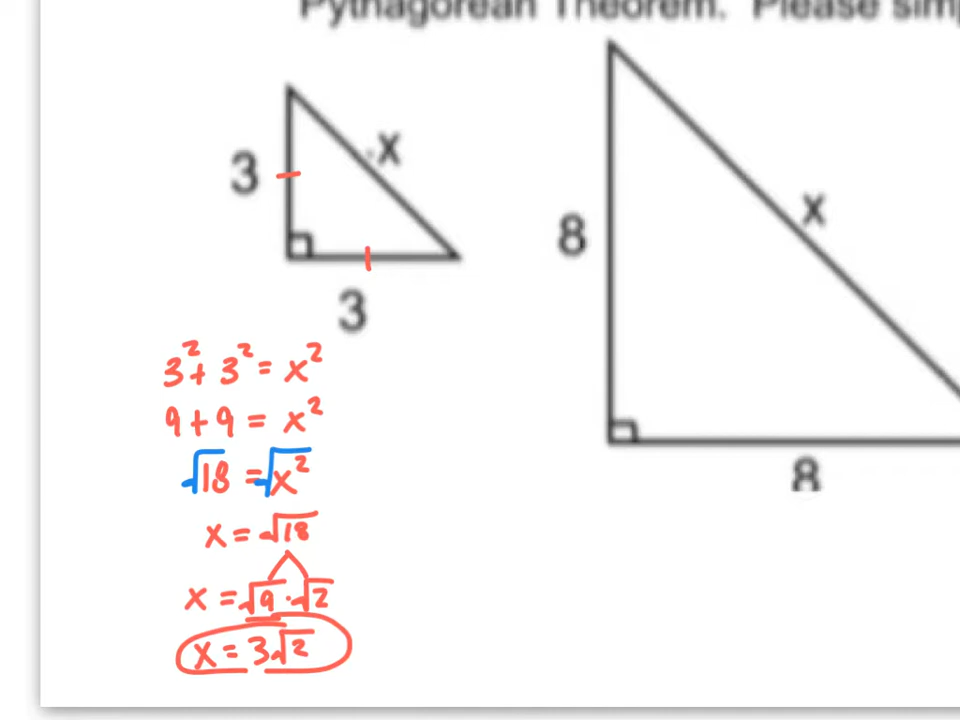 Pythagorean Theorem. Please
3
x
3
8
x
8
3² + 3² = x²
9 + 9 = x²
√18 = √x²
x = √18
x = √9 · √2
x = 3√2